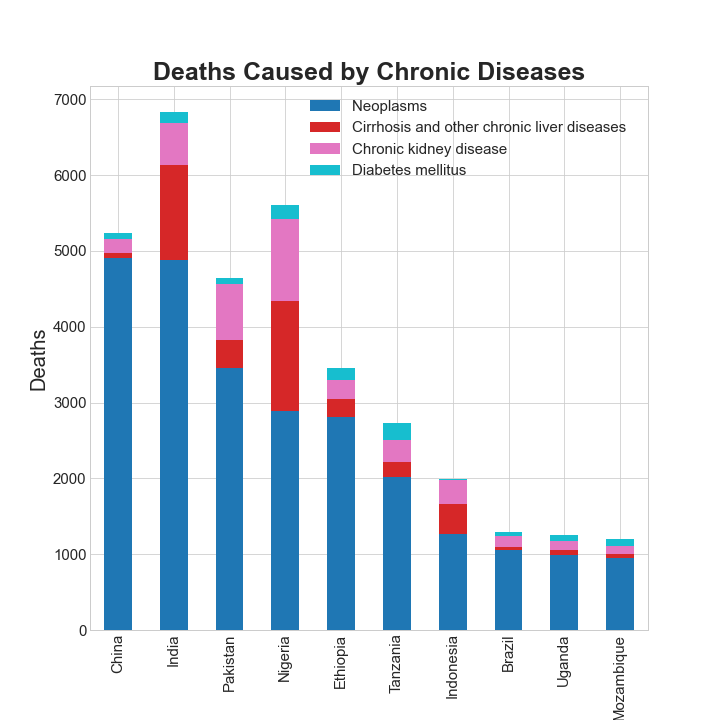 Deaths Caused by Chronic Diseases
Neoplasms
Cirrhosis and other chronic liver diseases
Chronic kidney disease
Diabetes mellitus
Deaths
7000
6000
5000
4000
3000
2000
1000
0
China
India
Pakistan
Nigeria
Ethiopia
Tanzania
Indonesia
Brazil
Uganda
Mozambique